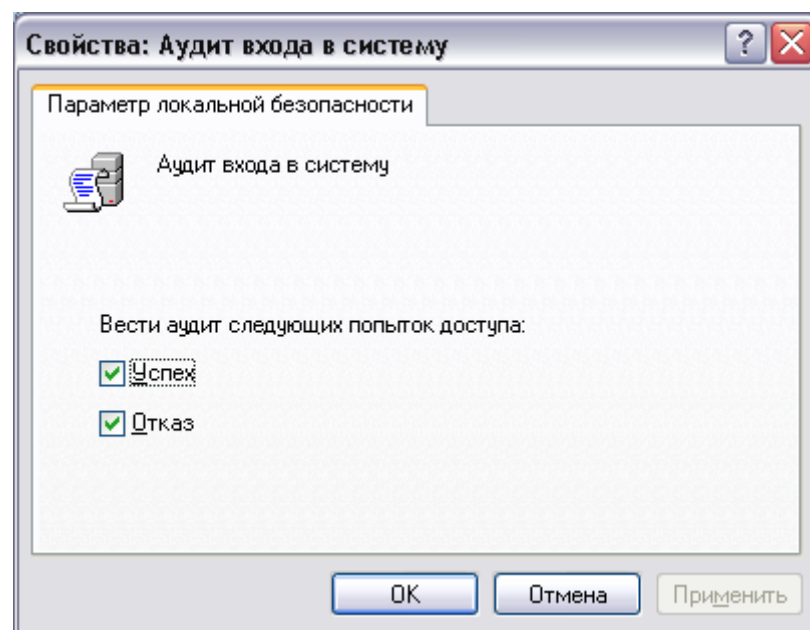 Свойства: Аудит входа в систему
Параметр локальной безопасности
Аудит входа в систему
Вести аудит следующих попыток доступа:
Успех
Отказ
OK
Отмена
Применить